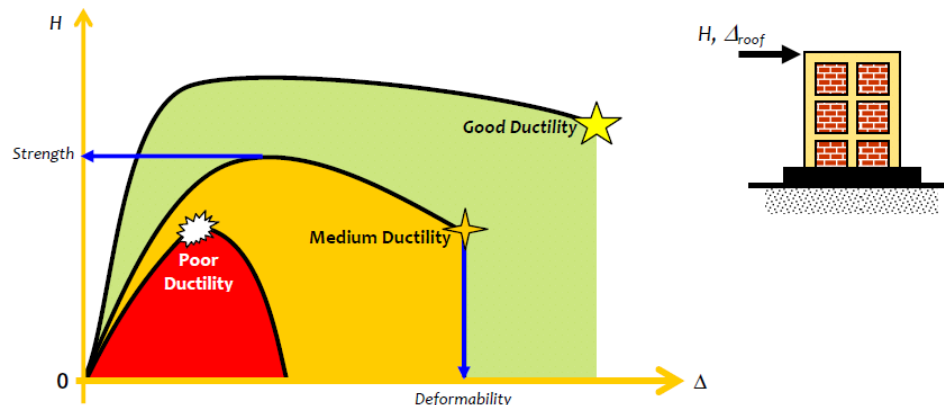 H
H, Δroof
Good Ductility
Strength
Medium Ductility
Poor
Ductility
0
Δ
Deformability